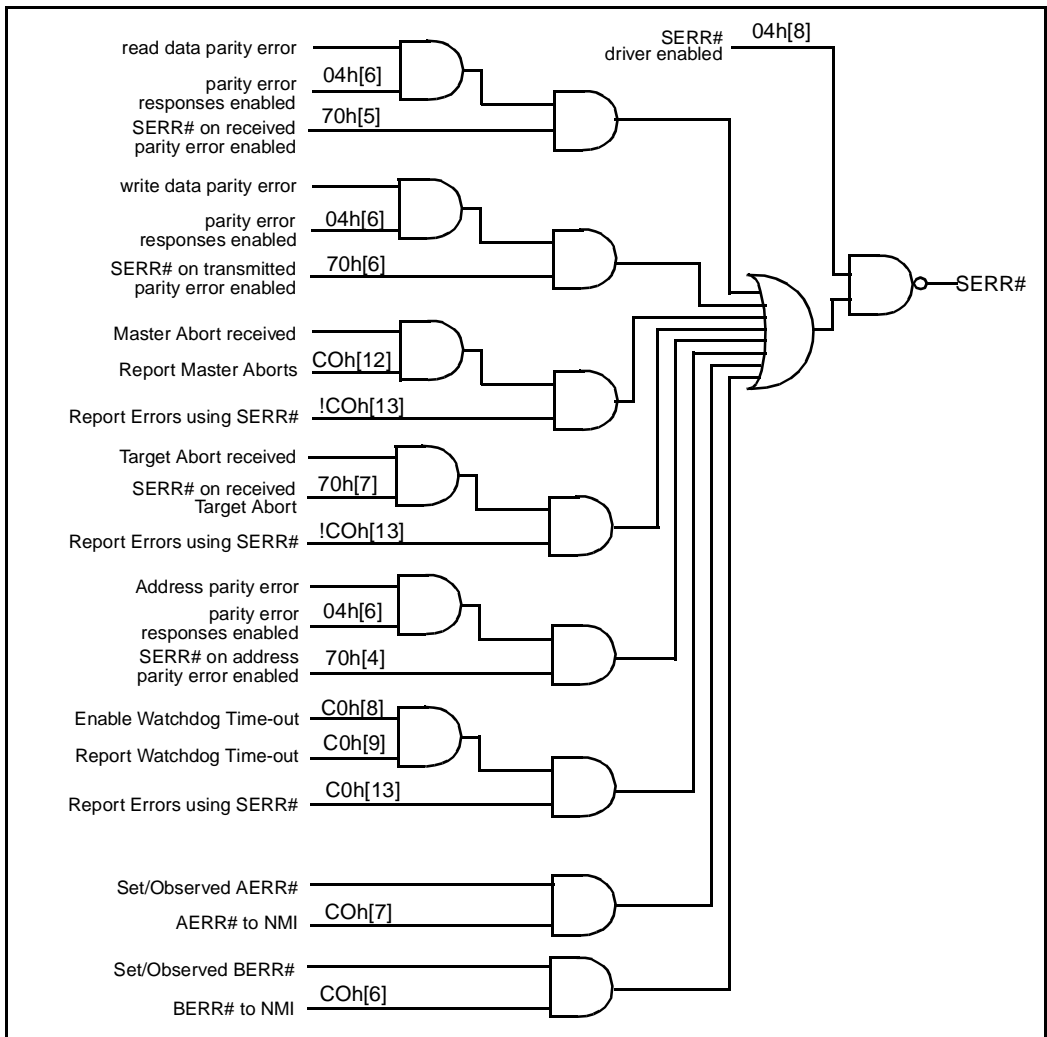 read data parity error
04h[6]
parity error
responses enabled
70h[5]
SERR# on received
parity error enabled
SERR#
driver enabled
04h[8]
write data parity error
04h[6]
parity error
responses enabled
70h[6]
SERR# on transmitted
parity error enabled
SERR#
Master Abort received
COh[12]
Report Master Aborts
!COh[13]
Report Errors using SERR#
Target Abort received
70h[7]
SERR# on received
Target Abort
!COh[13]
Report Errors using SERR#
Address parity error
04h[6]
parity error
responses enabled
70h[4]
SERR# on address
parity error enabled
C0h[8]
Enable Watchdog Time-out
C0h[9]
Report Watchdog Time-out
C0h[13]
Report Errors using SERR#
Set/Observed AERR#
COh[7]
AERR# to NMI
Set/Observed BERR#
COh[6]
BERR# to NMI